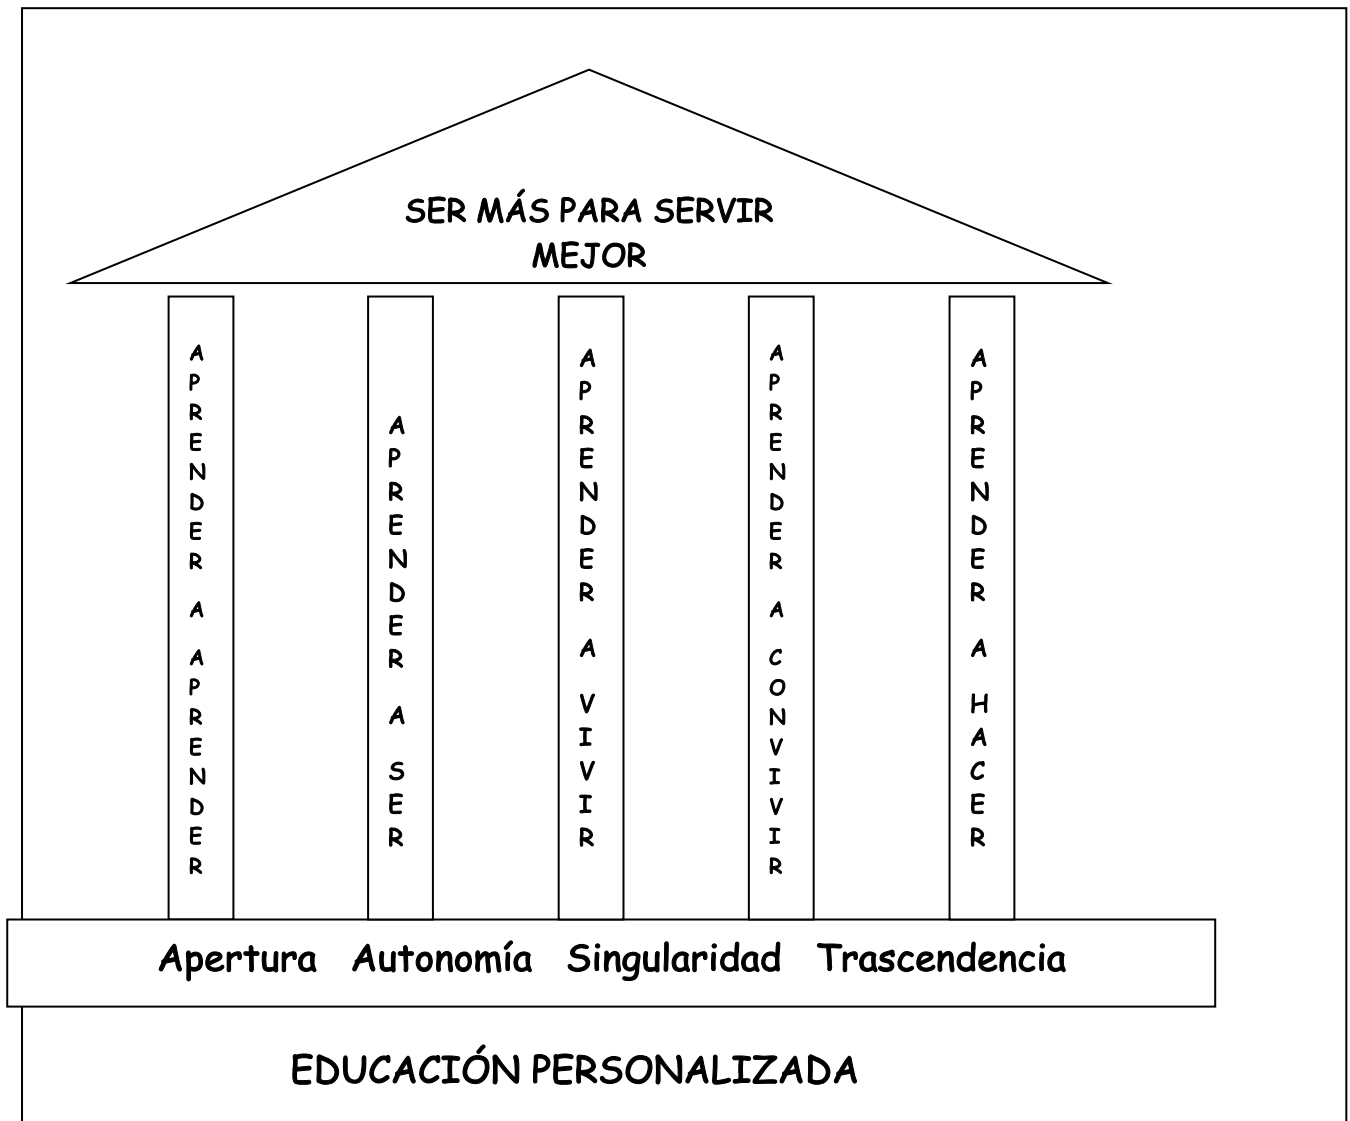 SER MÁS PARA SERVIR
MEJOR
APRENDER A APRENDER
APRENDER A SER
APRENDER A VIVIR
APRENDER A CONVIVIR
APRENDER A HACER
Apertura Autonomía Singularidad Trascendencia
EDUCACIÓN PERSONALIZADA